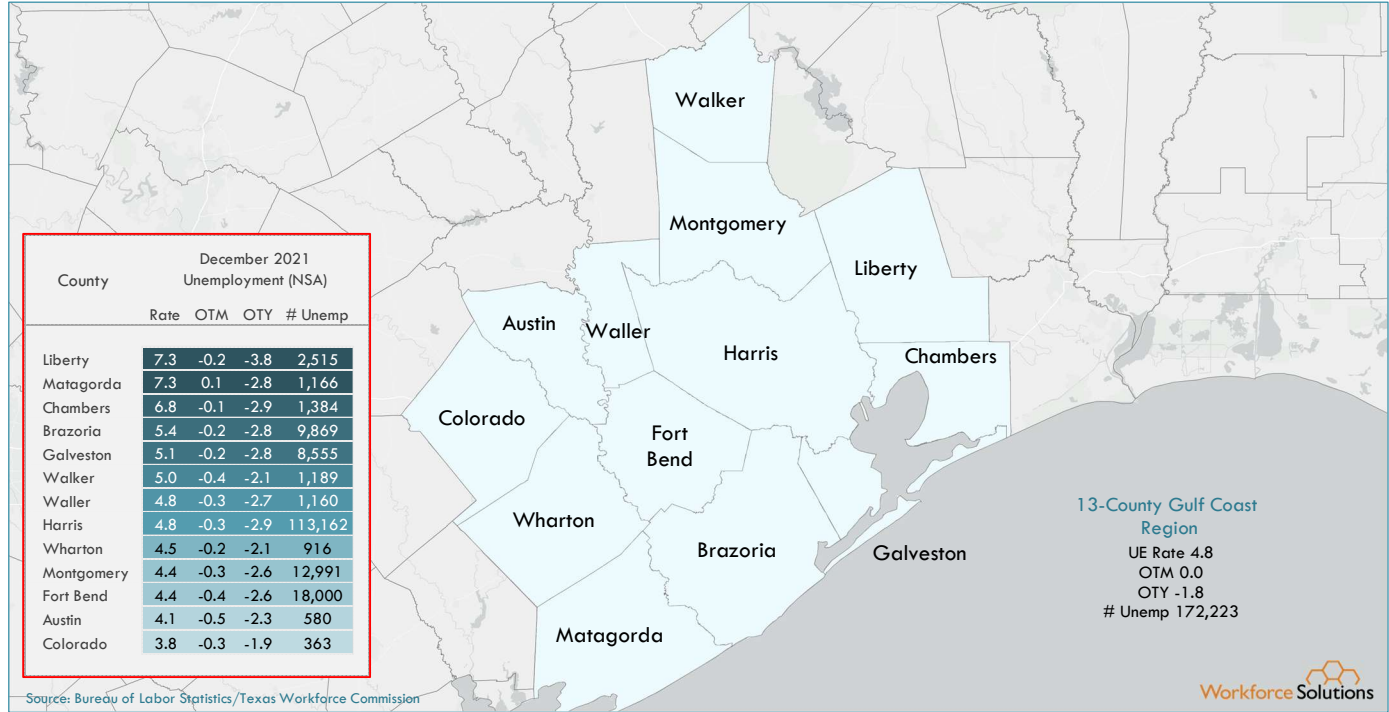 Walker
Montgomery
Liberty
Austin
Waller
Harris
Chambers
Colorado
Fort
Bend
Wharton
Brazoria
Galveston
Matagorda
County
December 2021
Unemployment (NSA)
Rate OTM OTY # Unemp
Liberty 7.3 -0.2 -3.8 2,515
Matagorda 7.3 0.1 -2.8 1,166
Chambers 6.8 -0.1 -2.9 1,384
Brazoria 5.4 -0.2 -2.8 9,869
Galveston 5.1 -0.2 -2.8 8,555
Walker 5.0 -0.4 -2.1 1,189
Waller 4.8 -0.3 -2.7 1,160
Harris 4.8 -0.3 -2.9 113,162
Wharton 4.5 -0.2 -2.1 916
Montgomery 4.4 -0.3 -2.6 12,991
Fort Bend 4.4 -0.4 -2.6 18,000
Austin 4.1 -0.5 -2.3 580
Colorado 3.8 -0.3 -1.9 363
13-County Gulf Coast
Region
UE Rate 4.8
OTM 0.0
OTY -1.8
# Unemp 172,223
Source: Bureau of Labor Statistics/Texas Workforce Commission
Workforce Solutions